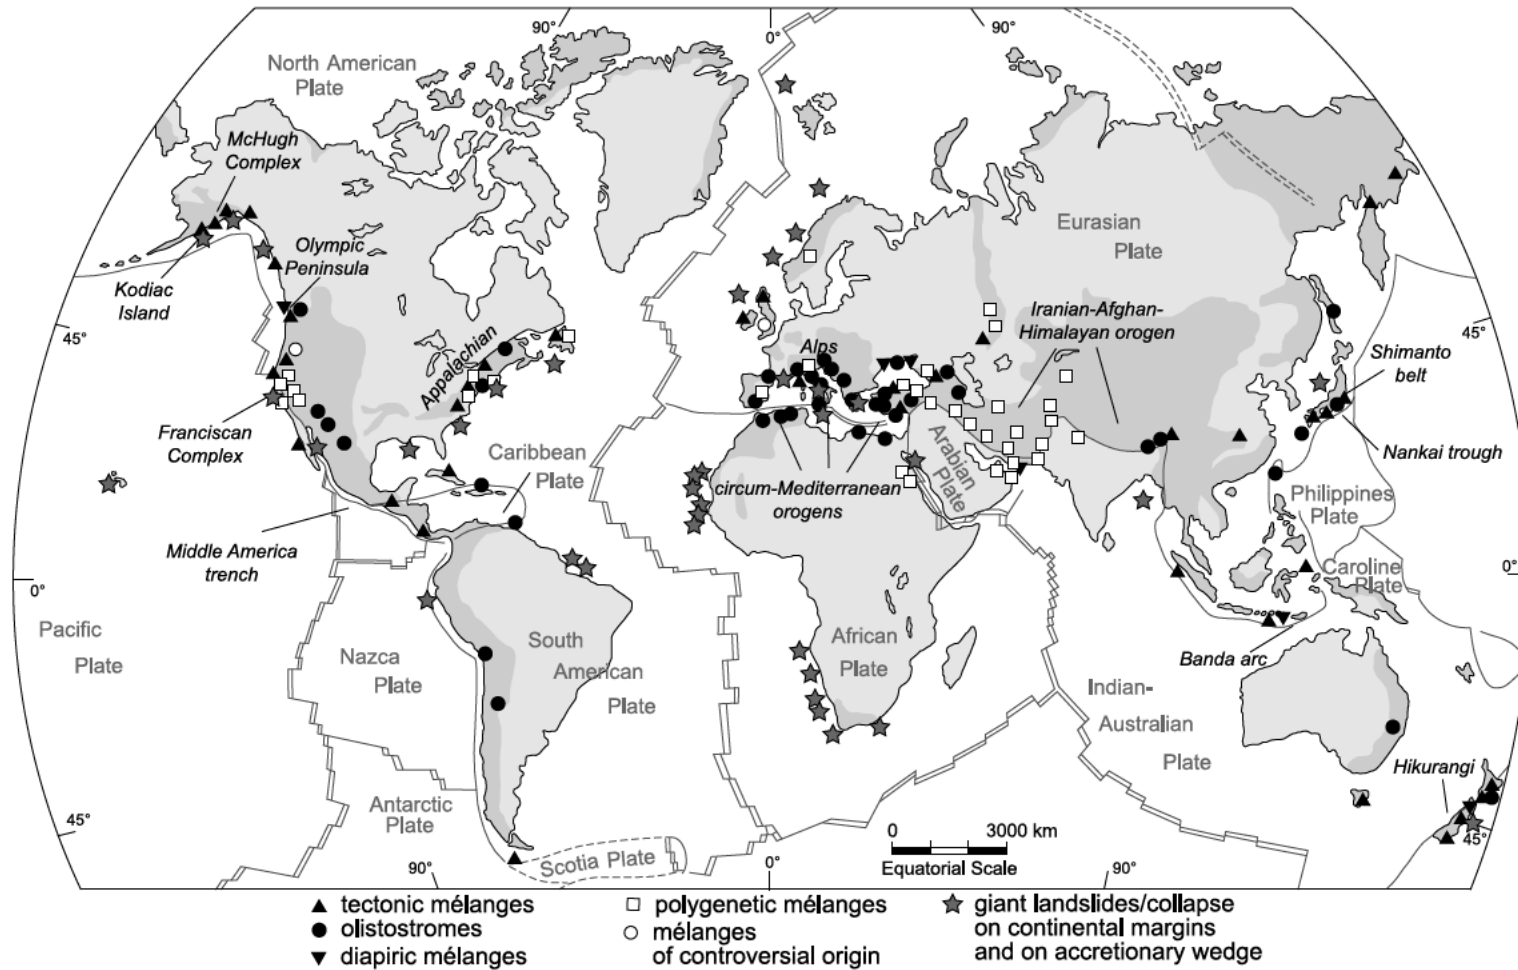 90°
0°
90°
North American
Plate
McHugh
Complex
Eurasian
Plate
Olympic
Peninsula
Kodiac
Island
Iranian-Afghan-
Himalayan orogen
45°
45°
Appalachian
Alps
Shimanto
belt
Franciscan
Complex
Caribbean
Plate
Arabian
Plate
Nankai trough
circum-Mediterranean
orogens
Philippines
Plate
Middle America
trench
Caroline
Plate
0°
0°
Pacific
Plate
Nazca
Plate
South
American
Plate
African
Plate
Banda arc
Indian-
Australian
Plate
Hikurangi
Antarctic
Plate
45°
45°
0
3000 km
Equatorial Scale
Scotia Plate
90°
0°
90°
tectonic mélanges
olistostromes
diapiric mélanges
polygenetic mélanges
mélanges
of controversial origin
giant landslides/collapse
on continental margins
and on accretionary wedge